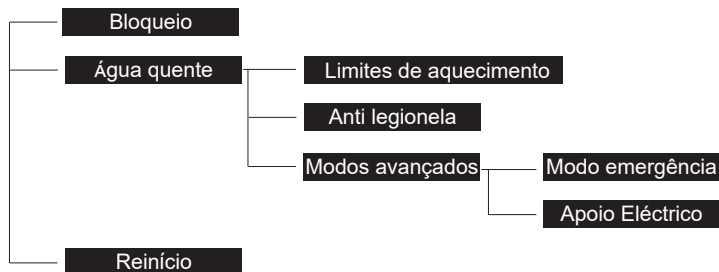 Bloqueio
Água quente
Limites de aquecimento
Anti legionela
Modos avançados
Modo emergência
Apoio Eléctrico
Reinício